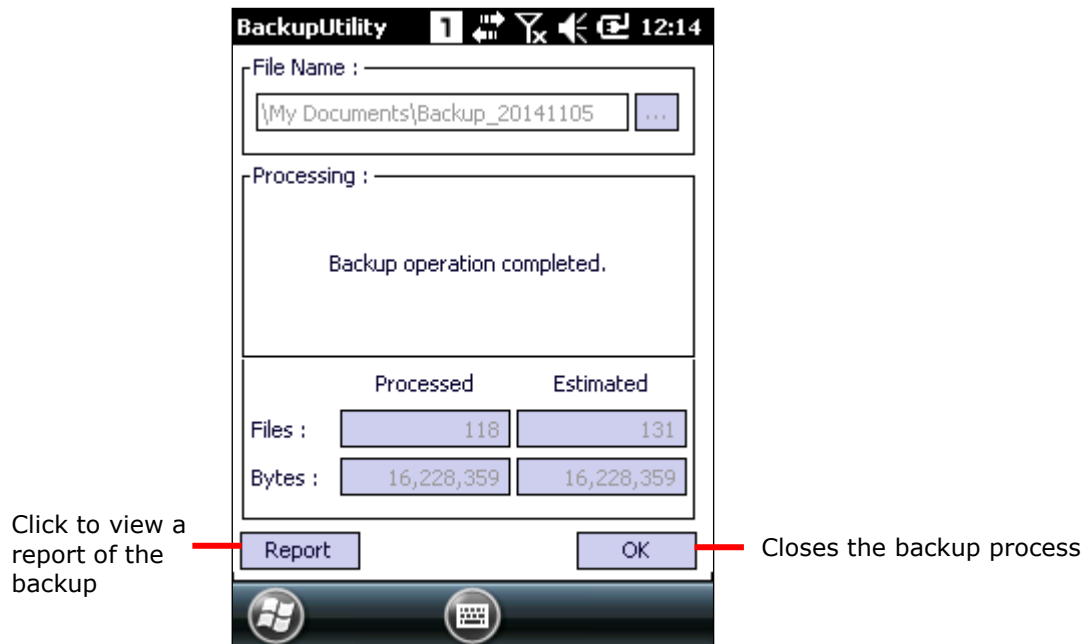 BackupUtility 1 12:14
File Name :
\My Documents\Backup_20141105 ...
Processing :
Backup operation completed.
Processed Estimated
Files : 118 131
Bytes : 16,228,359 16,228,359
Click to view a
report of the
backup
Report OK
Closes the backup process